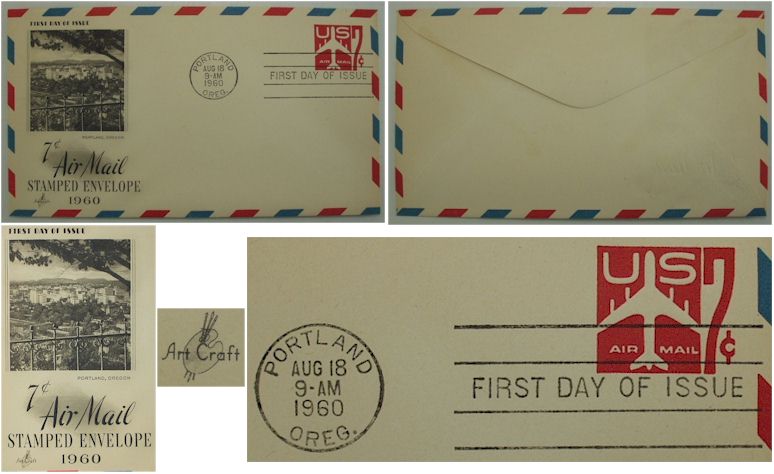 FIRST DAY OF ISSUE
PORTLAND, OREGON
7¢
Air Mail
STAMPED ENVELOPE
1960
PORTLAND
AUG 18
9-AM
1960
OREG.
US 7¢
AIR MAIL
FIRST DAY OF ISSUE
FIRST DAY OF ISSUE
PORTLAND, OREGON
7¢
Air Mail
STAMPED ENVELOPE
ArtCraft 1960
Art Craft
PORTLAND
AUG 18
9-AM
1960
OREG.
US 7¢
AIR MAIL
FIRST DAY OF ISSUE